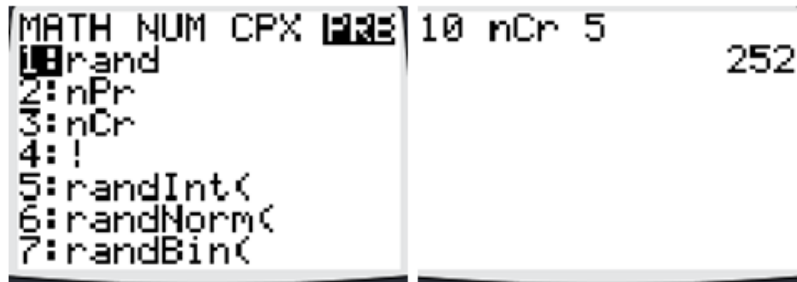 MATH NUM CPX PRB
1:rand
2:nPr
3:nCr
4:!
5:randInt(
6:randNorm(
7:randBin(
10 nCr 5
252